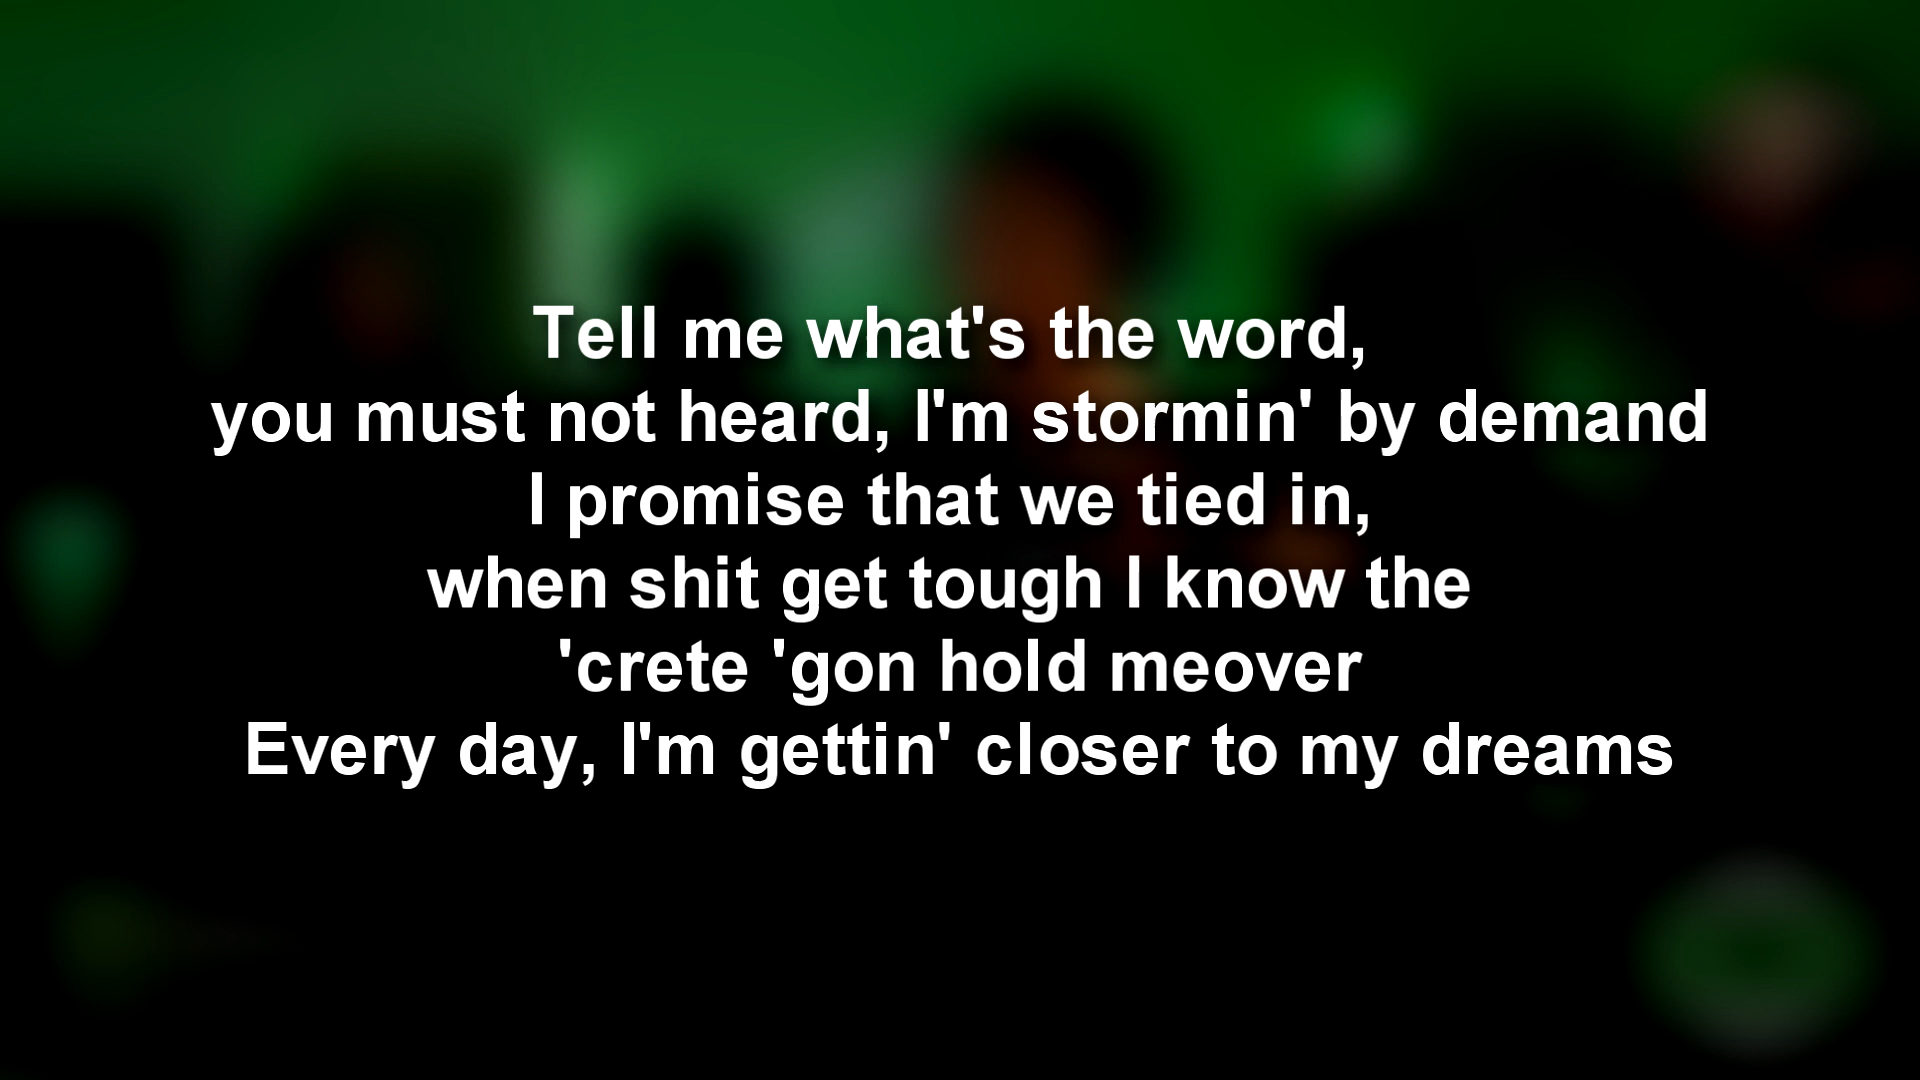 Tell me what's the word,
you must not heard, I'm stormin' by demand
I promise that we tied in,
when shit get tough I know the
'crete 'gon hold meover
Every day, I'm gettin' closer to my dreams